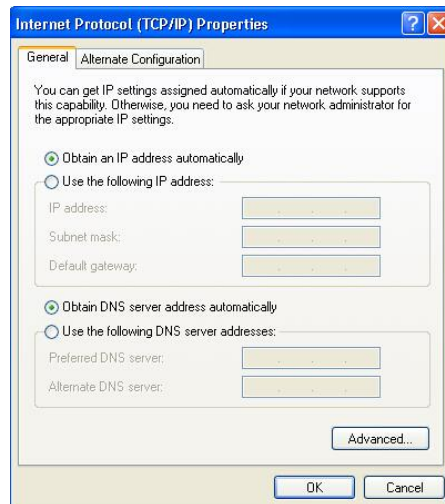 Internet Protocol (TCP/IP) Properties
General
Alternate Configuration
You can get IP settings assigned automatically if your network supports
this capability. Otherwise, you need to ask your network administrator for
the appropriate IP settings.
Obtain an IP address automatically
Use the following IP address:
IP address:
Subnet mask:
Default gateway:
Obtain DNS server address automatically
Use the following DNS server addresses:
Preferred DNS server:
Alternate DNS server:
Advanced...
OK
Cancel